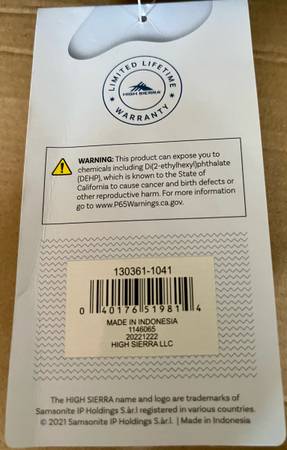 LIMITED LIFETIME
HIGH SIERRA
WARRANTY
WARNING: This product can expose you to
chemicals including Di(2-ethylhexyl)phthalate
(DEHP), which is known to the State of
California to cause cancer and birth defects or
other reproductive harm. For more information
go to www.P65Warnings.ca.gov.
130361-1041
0 40176 51981 4
MADE IN INDONESIA
1146065
20221222
HIGH SIERRA LLC
The HIGH SIERRA name and logo are trademarks of
Samsonite IP Holdings S.àr.l registered in various countries.
© 2021 Samsonite IP Holdings S.àr.l. | Made in Indonesia